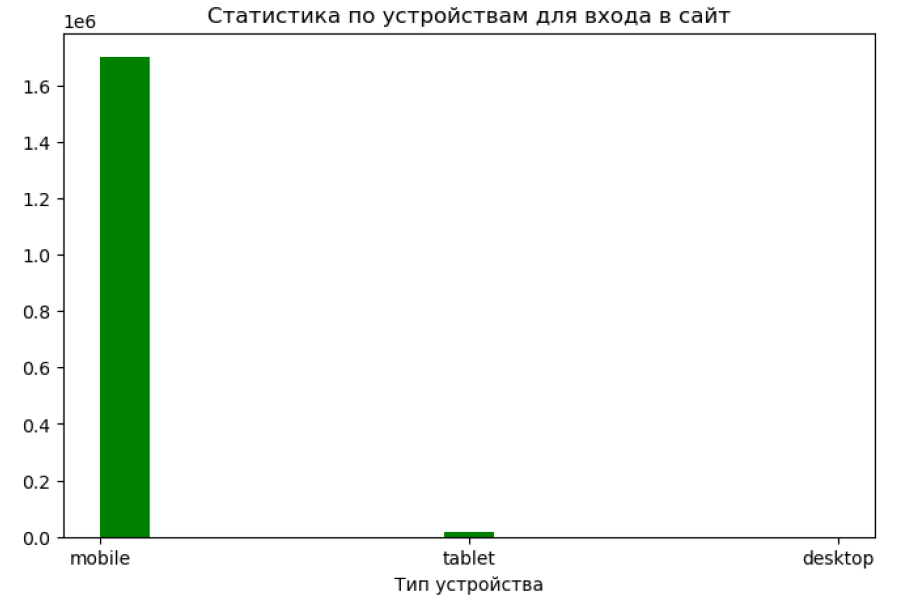 Статистика по устройствам для входа в сайт
1e6
1.6
1.4
1.2
1.0
0.8
0.6
0.4
0.2
0.0
mobile tablet desktop
Тип устройства